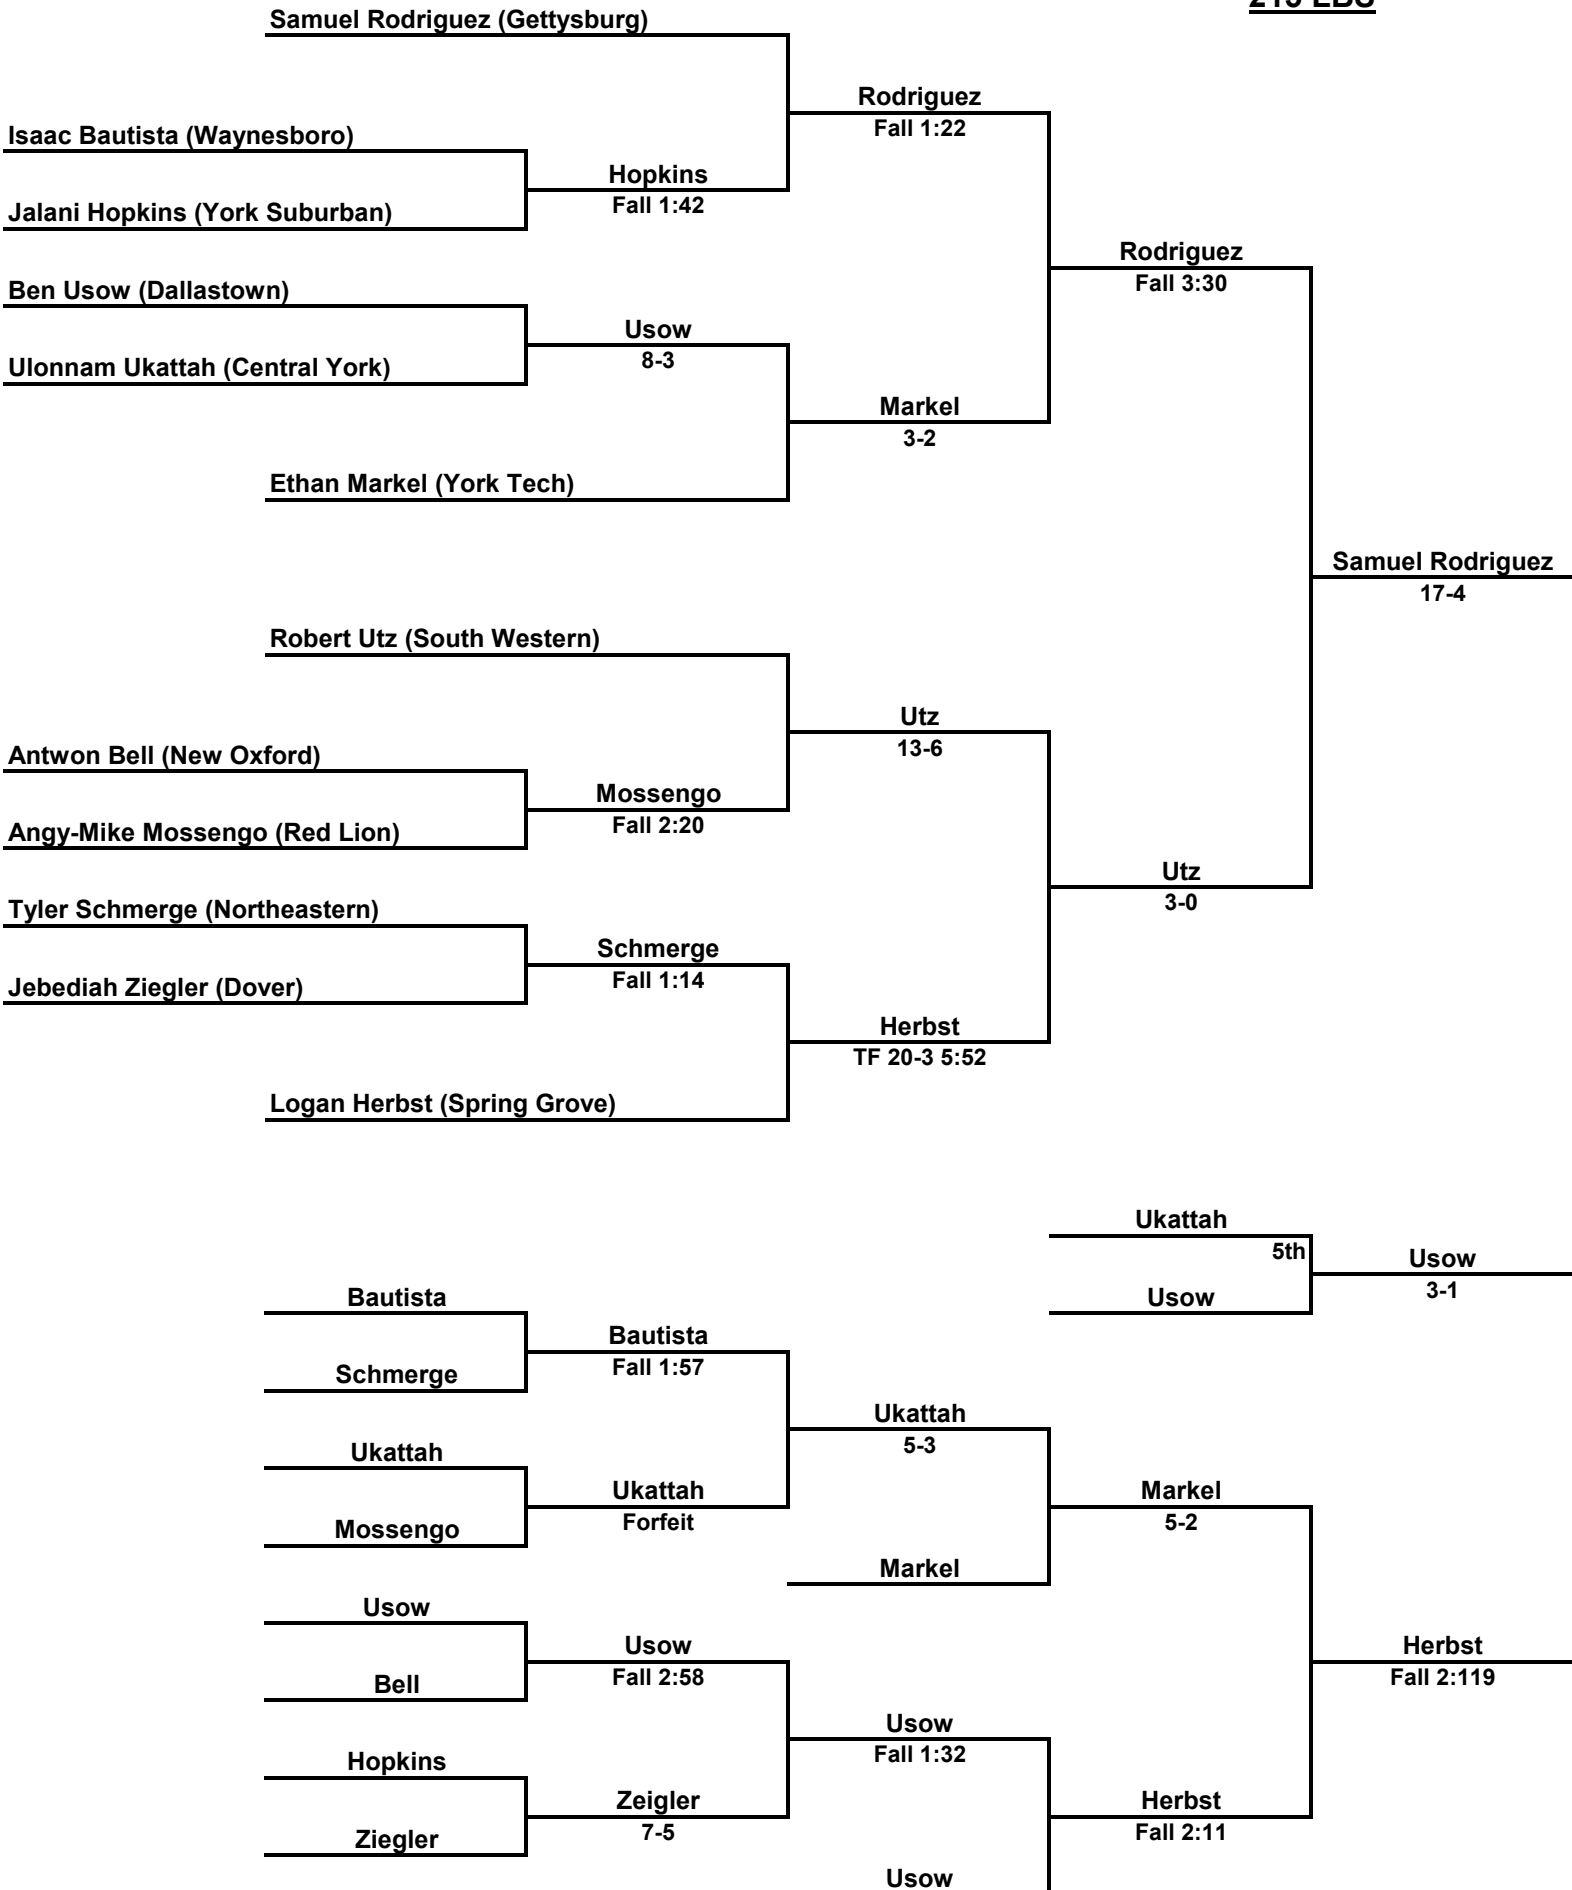 215 LBS
Samuel Rodriguez (Gettysburg)
Rodriguez
Fall 1:22
Isaac Bautista (Waynesboro)
Hopkins
Fall 1:42
Jalani Hopkins (York Suburban)
Rodriguez
Fall 3:30
Ben Usow (Dallastown)
Usow
8-3
Ulonnam Ukattah (Central York)
Markel
3-2
Ethan Markel (York Tech)
Samuel Rodriguez
17-4
Robert Utz (South Western)
Utz
13-6
Antwon Bell (New Oxford)
Mossengo
Fall 2:20
Angy-Mike Mossengo (Red Lion)
Utz
3-0
Tyler Schmerge (Northeastern)
Schmerge
Fall 1:14
Jebediah Ziegler (Dover)
Herbst
TF 20-3 5:52
Logan Herbst (Spring Grove)
Ukattah
5th
Usow
3-1
Usow
Bautista
Bautista
Fall 1:57
Schmerge
Ukattah
5-3
Ukattah
Ukattah
Forfeit
Mossengo
Markel
5-2
Markel
Usow
Usow
Fall 2:58
Bell
Herbst
Fall 2:119
Usow
Fall 1:32
Hopkins
Zeigler
7-5
Ziegler
Herbst
Fall 2:11
Usow